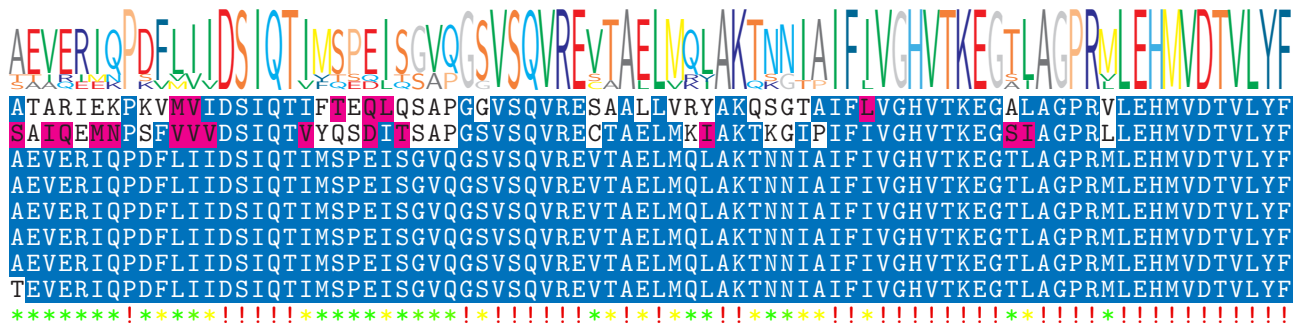 AEVERIQPDFLIIDSIQTIMSPEISGVQGSVSQVREVTAELMQLAKTNNIAIFIVGHVTKEGTLAGPRMLEHMVDTVLYF
ATARIEKPKVMVIDSIQTIFTEQLQSAPGGVSQVRESAALLVRYAKQSGTAIFLVGHVTKEGALAGPRVLEHMVDTVLYF
SAIQEMNPSFVVVDSIQTVYQSDITSAPGSVSQVRECTAELMKIAKTKGIPIFIVGHVTKEGSIAGPRLLEHMVDTVLYF
AEVERIQPDFLIIDSIQTIMSPEISGVQGSVSQVREVTAELMQLAKTNNIAIFIVGHVTKEGTLAGPRMLEHMVDTVLYF
AEVERIQPDFLIIDSIQTIMSPEISGVQGSVSQVREVTAELMQLAKTNNIAIFIVGHVTKEGTLAGPRMLEHMVDTVLYF
AEVERIQPDFLIIDSIQTIMSPEISGVQGSVSQVREVTAELMQLAKTNNIAIFIVGHVTKEGTLAGPRMLEHMVDTVLYF
AEVERIQPDFLIIDSIQTIMSPEISGVQGSVSQVREVTAELMQLAKTNNIAIFIVGHVTKEGTLAGPRMLEHMVDTVLYF
AEVERIQPDFLIIDSIQTIMSPEISGVQGSVSQVREVTAELMQLAKTNNIAIFIVGHVTKEGTLAGPRMLEHMVDTVLYF
TEVERIQPDFLIIDSIQTIMSPEISGVQGSVSQVREVTAELMQLAKTNNIAIFIVGHVTKEGTLAGPRMLEHMVDTVLYF
*******!*****!!!!!**********!*!!!!!!**!*!***!!*****!!*!!!!!!!!**!!!!*!!!!!!!!!!!